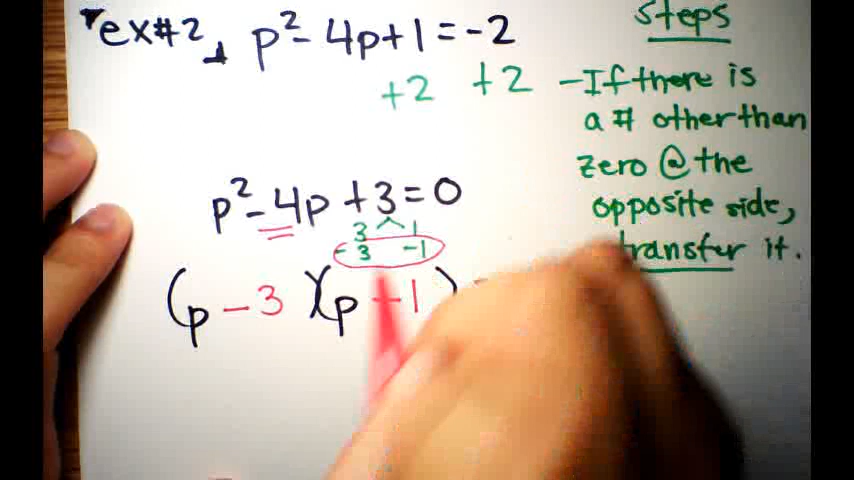 "ex#2" p² - 4p + 1 = -2
+2 +2
p² - 4p + 3 = 0
3 1
- 3 -1
(p - 3 )(p
1 )
Steps
- If there is
a # other than
zero @ the
opposite side,
transfer it.